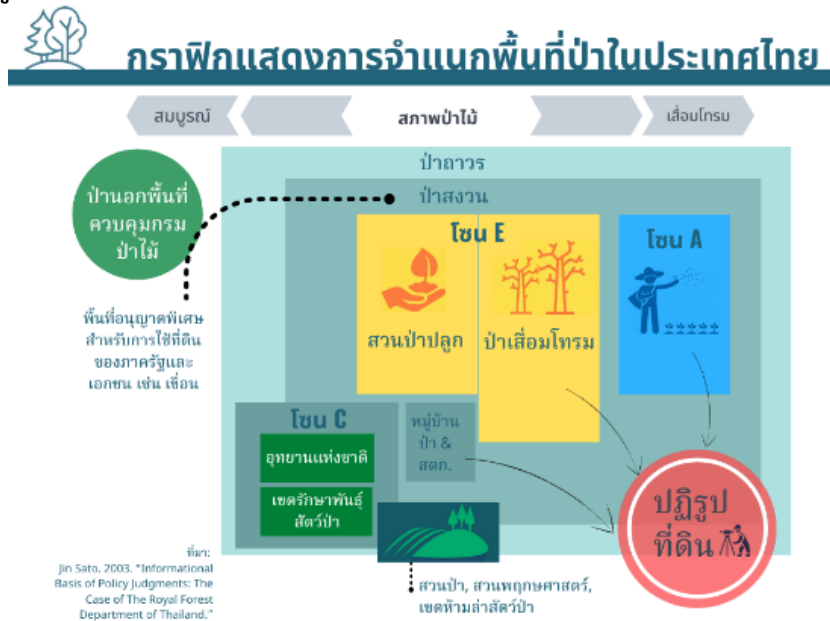 กราฟิกแสดงการจำแนกพื้นที่ป่าในประเทศไทย
สมบูรณ์
สภาพป่าไม้
เสื่อมโทรม
ป่าถาวร
ป่าสงวน
ป่านอกพื้นที่
ควบคุมกรม
ป่าไม้
โซน E
โซน A
สวนป่าปลูก
ป่าเสื่อมโทรม
พื้นที่อนุญาตพิเศษ
สำหรับการใช้ที่ดิน
ของภาครัฐและ
เอกชน เช่น เขื่อน
โซน C
อุทยานแห่งชาติ
เขตรักษาพันธุ์
สัตว์ป่า
หมู่บ้าน
ป่า &
สตก.
ปฏิรูป
ที่ดิน
ที่มา:
Jin Sato. 2003. "Informational
Basis of Policy Judgments: The
Case of The Royal Forest
Department of Thailand."
สวนป่า, สวนพฤกษศาสตร์,
เขตห้ามล่าสัตว์ป่า